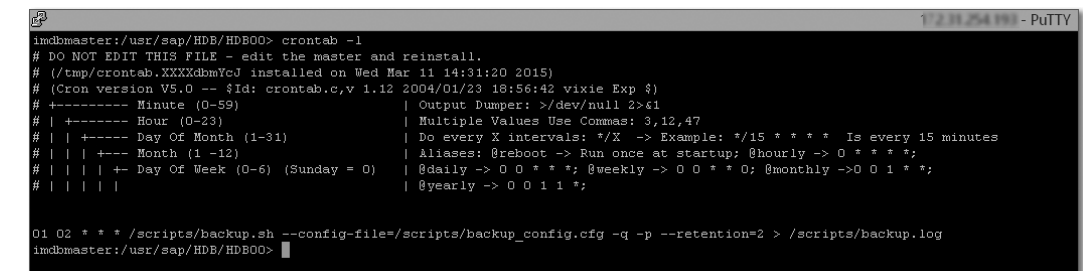 - PuTTY
imdbmaster:/usr/sap/HDB/HDB00> crontab -l
# DO NOT EDIT THIS FILE - edit the master and reinstall.
# (/tmp/crontab.XXXXdbmYcJ installed on Wed Mar 11 14:31:20 2015)
# (Cron version V5.0 -- $Id: crontab.c,v 1.12 2004/01/23 18:56:42 vixie Exp $)
# +--------- Minute (0-59)                    | Output Dumper: >/dev/null 2>&1
# | +------- Hour (0-23)                      | Multiple Values Use Commas: 3,12,47
# | | +----- Day Of Month (1-31)              | Do every X intervals: */X  -> Example: */15 * * * *  Is every 15 minutes
# | | | +--- Month (1 -12)                    | Aliases: @reboot -> Run once at startup; @hourly -> 0 * * * *;
# | | | | +- Day Of Week (0-6) (Sunday = 0)   | @daily -> 0 0 * * *; @weekly -> 0 0 * * 0; @monthly ->0 0 1 * *;
# | | | | |                                   | @yearly -> 0 0 1 1 *;
01 02 * * * /scripts/backup.sh --config-file=/scripts/backup_config.cfg -q -p --retention=2 > /scripts/backup.log
imdbmaster:/usr/sap/HDB/HDB00>